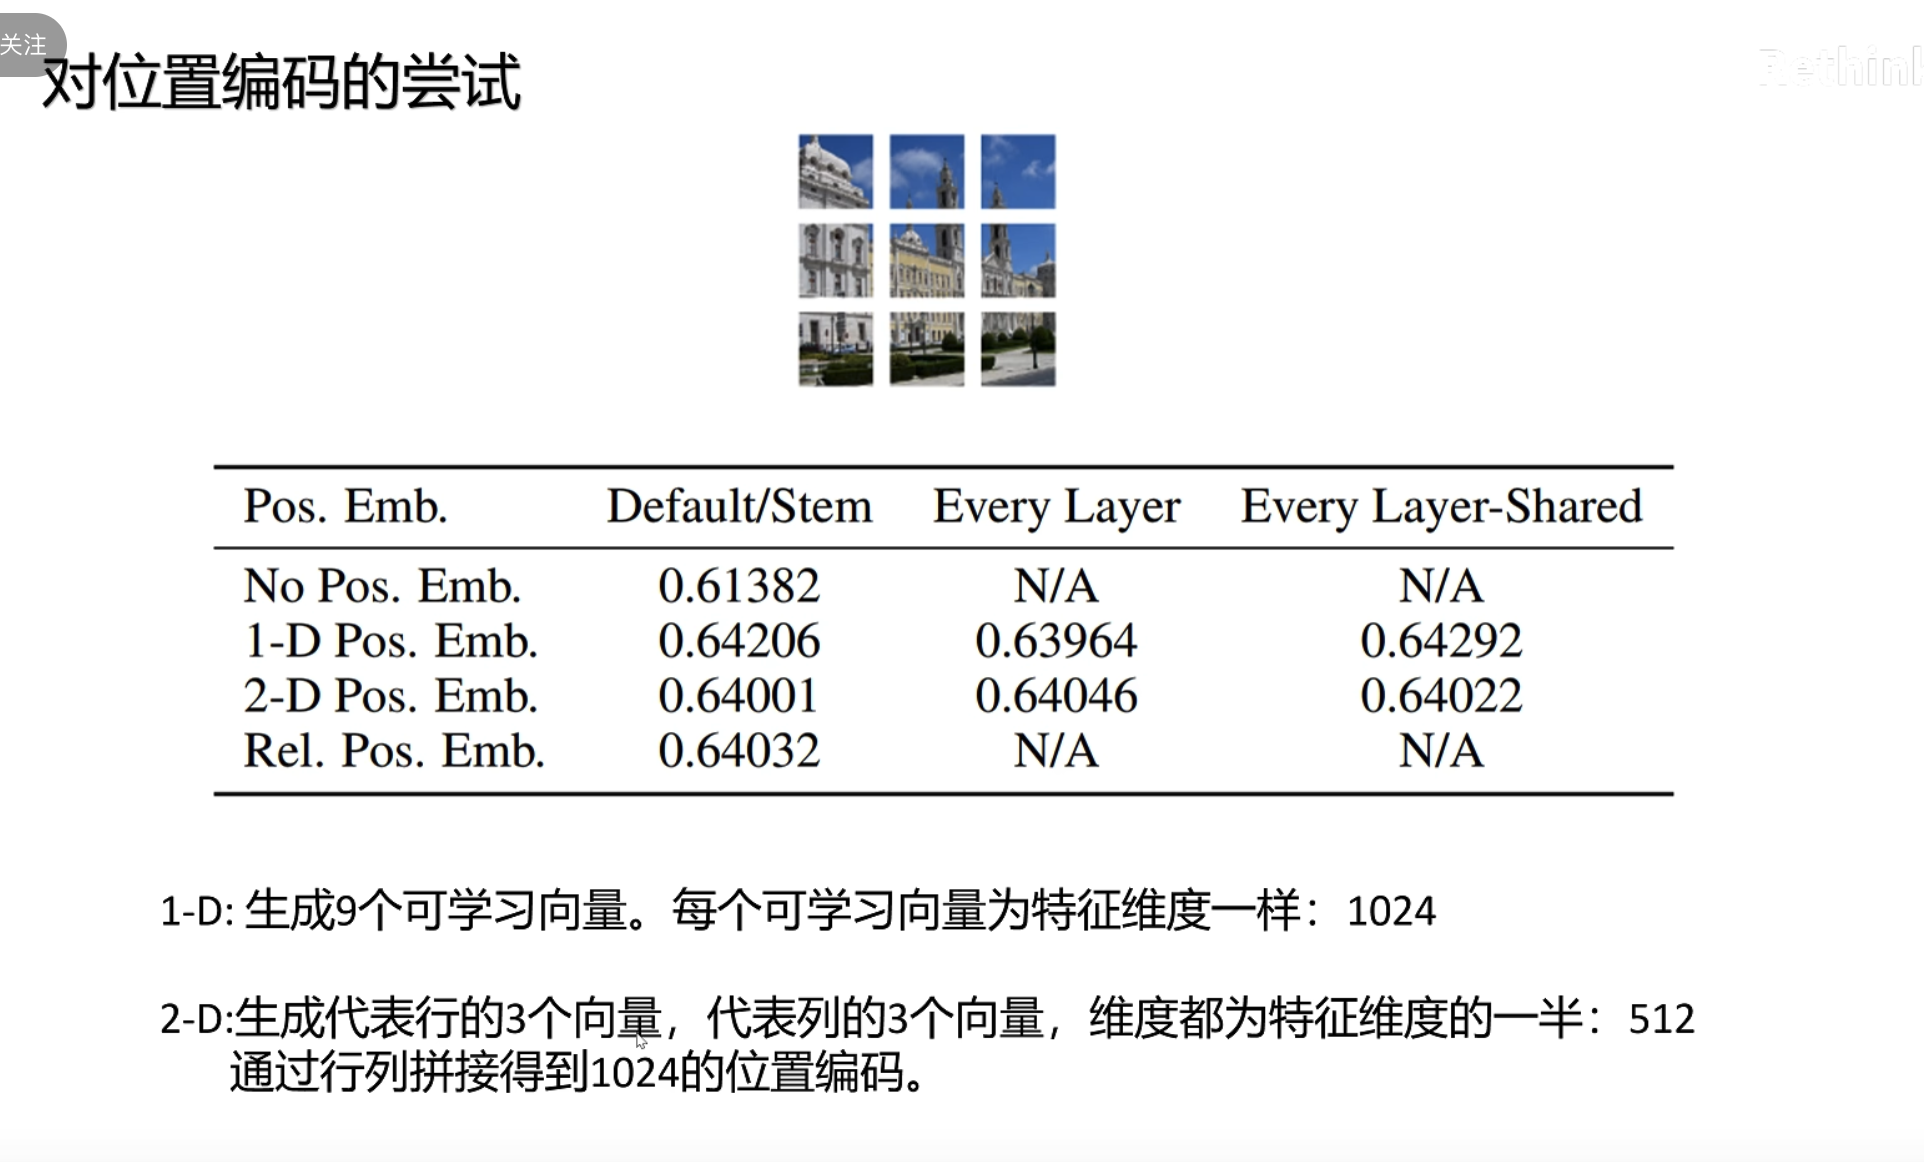 关注
对位置编码的尝试
Rethink
Pos. Emb. Default/Stem Every Layer Every Layer-Shared
No Pos. Emb. 0.61382 N/A N/A
1-D Pos. Emb. 0.64206 0.63964 0.64292
2-D Pos. Emb. 0.64001 0.64046 0.64022
Rel. Pos. Emb. 0.64032 N/A N/A
1-D: 生成9个可学习向量。每个可学习向量为特征维度一样：1024
2-D:生成代表行的3个向量，代表列的3个向量，维度都为特征维度的一半：512
通过行列拼接得到1024的位置编码。